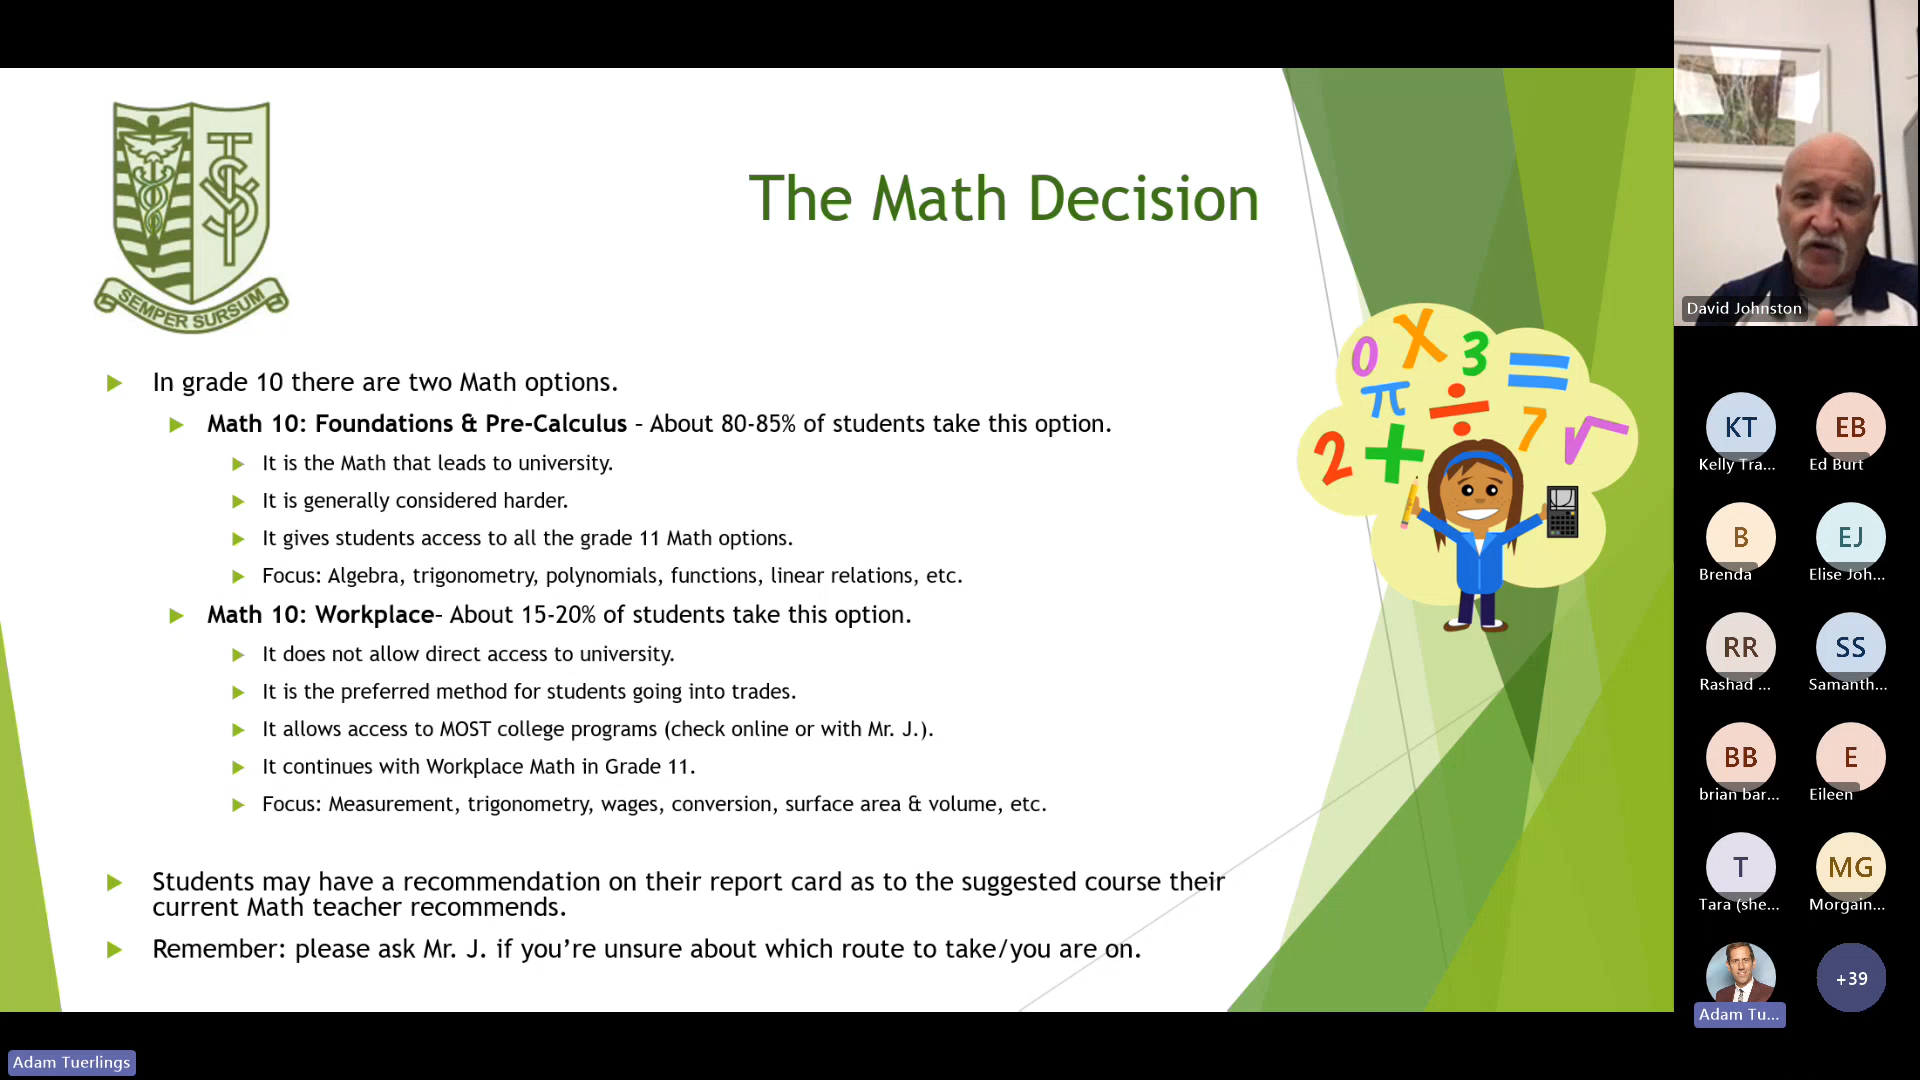 SEMPER SURSUM
The Math Decision
In grade 10 there are two Math options.
Math 10: Foundations & Pre-Calculus – About 80-85% of students take this option.
It is the Math that leads to university.
It is generally considered harder.
It gives students access to all the grade 11 Math options.
Focus: Algebra, trigonometry, polynomials, functions, linear relations, etc.
Math 10: Workplace– About 15-20% of students take this option.
It does not allow direct access to university.
It is the preferred method for students going into trades.
It allows access to MOST college programs (check online or with Mr. J.).
It continues with Workplace Math in Grade 11.
Focus: Measurement, trigonometry, wages, conversion, surface area & volume, etc.
Students may have a recommendation on their report card as to the suggested course their
current Math teacher recommends.
Remember: please ask Mr. J. if you’re unsure about which route to take/you are on.
0 X 3 =
π ÷ 7 √
2 +
David Johnston
KT EB
Kelly Tra... Ed Burt
B EJ
Brenda Elise Joh...
RR SS
Rashad ... Samanth...
BB E
brian bar... Eileen
T MG
Tara (she... Morgain...
+39
Adam Tu...
Adam Tuerlings